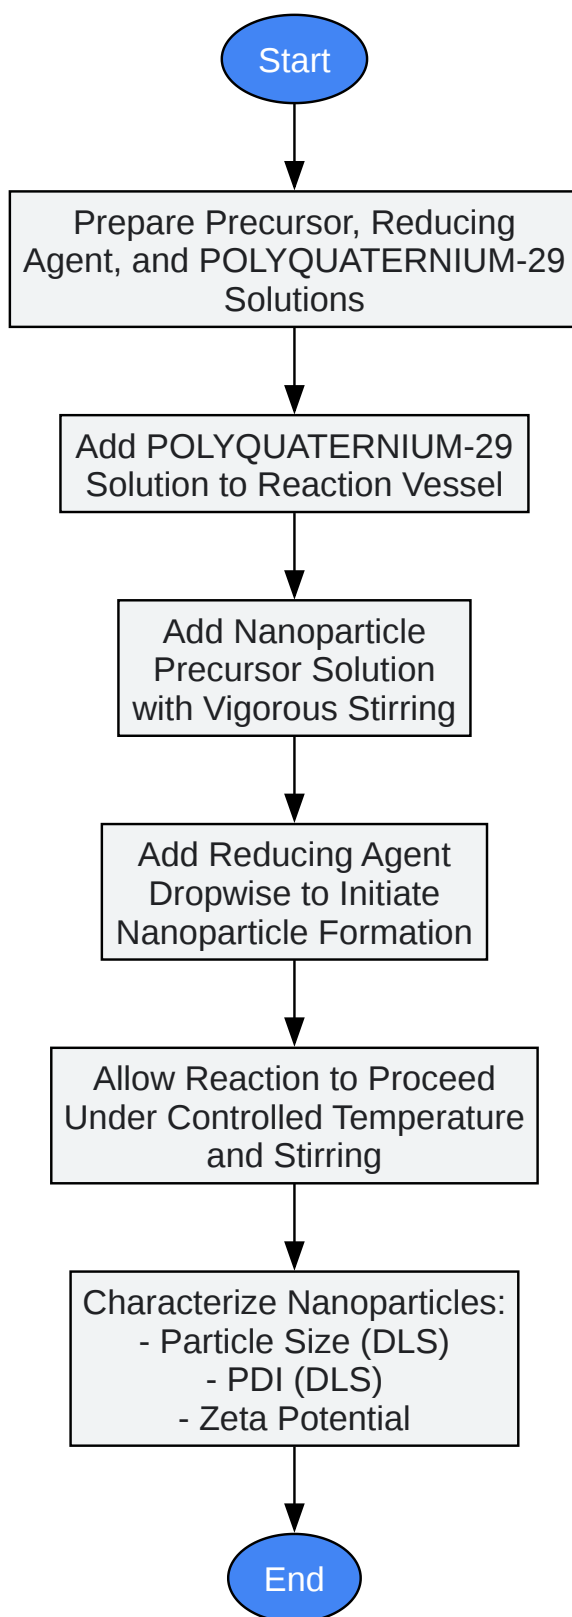 Start
Prepare Precursor, Reducing
Agent, and POLYQUATERNIUM-29
Solutions
Add POLYQUATERNIUM-29
Solution to Reaction Vessel
Add Nanoparticle
Precursor Solution
with Vigorous Stirring
Add Reducing Agent
Dropwise to Initiate
Nanoparticle Formation
Allow Reaction to Proceed
Under Controlled Temperature
and Stirring
Characterize Nanoparticles:
- Particle Size (DLS)
- PDI (DLS)
- Zeta Potential
End